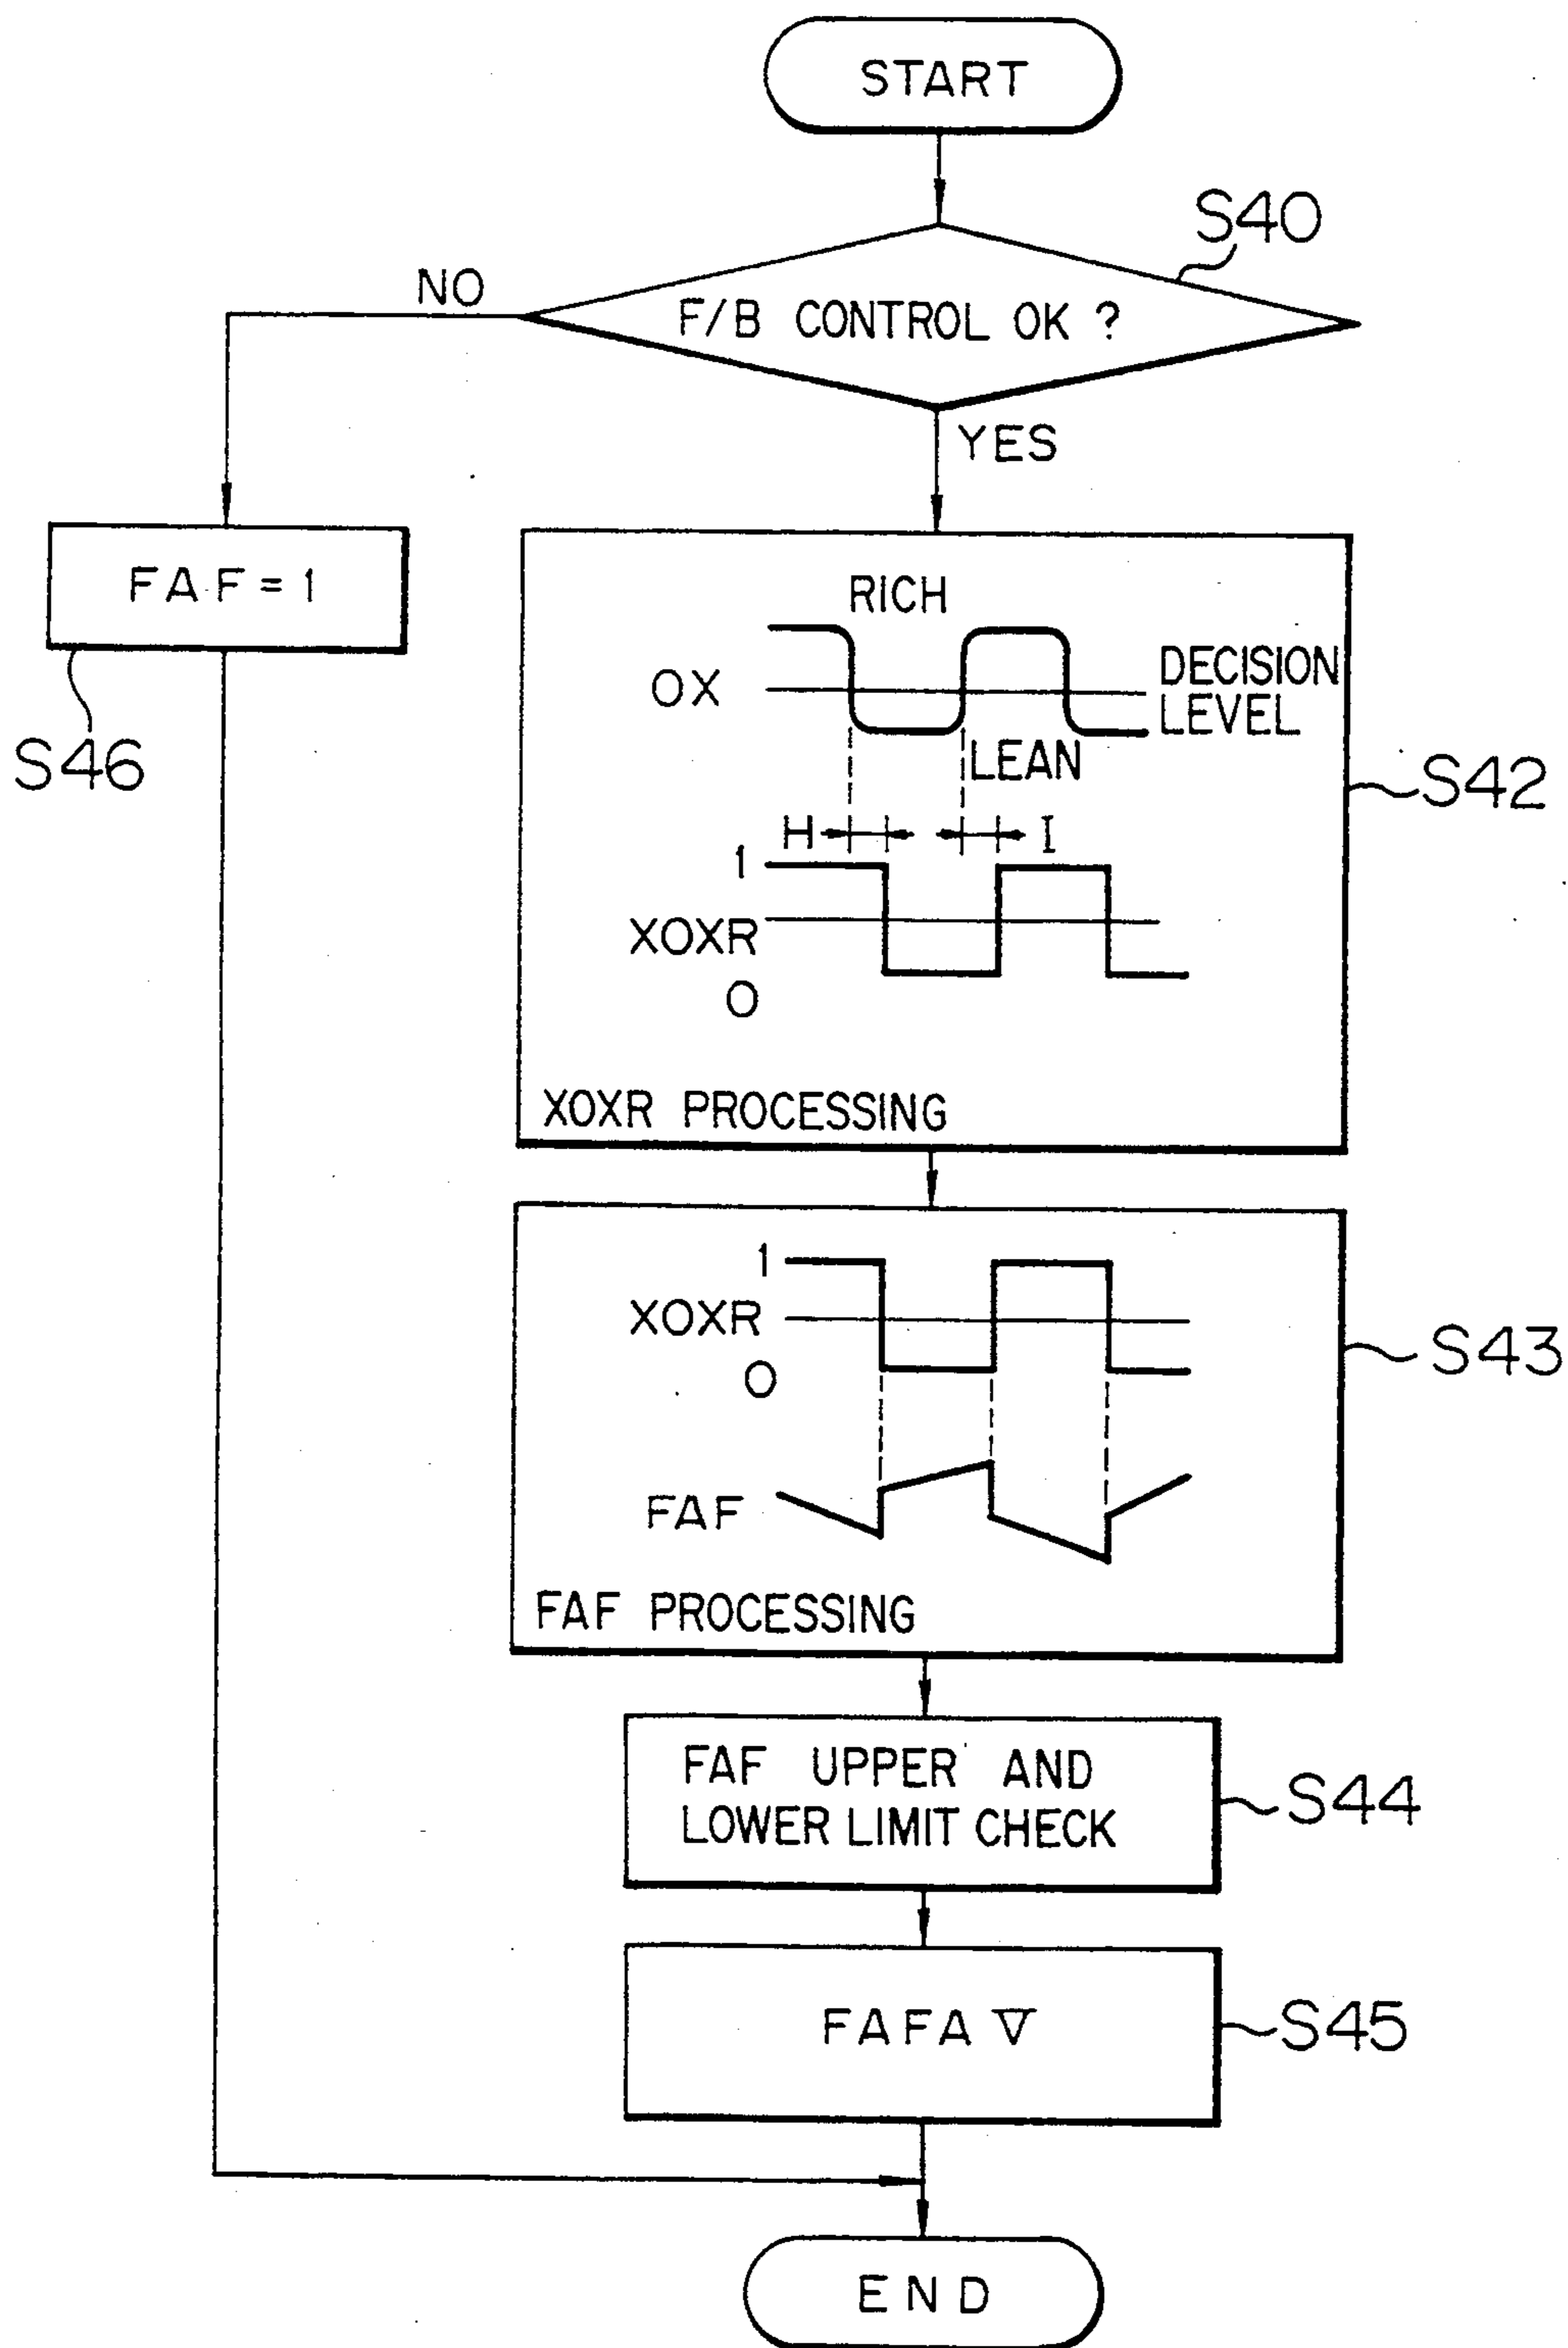 START
S40
NO
F/B CONTROL OK ?
YES
FAF = 1
S46
RICH
OX
DECISION
LEVEL
LEAN
S42
H
I
1
XOXR
0
XOXR PROCESSING
1
XOXR
0
S43
FAF
FAF PROCESSING
FAF UPPER AND
LOWER LIMIT CHECK
S44
FAFAV
S45
END